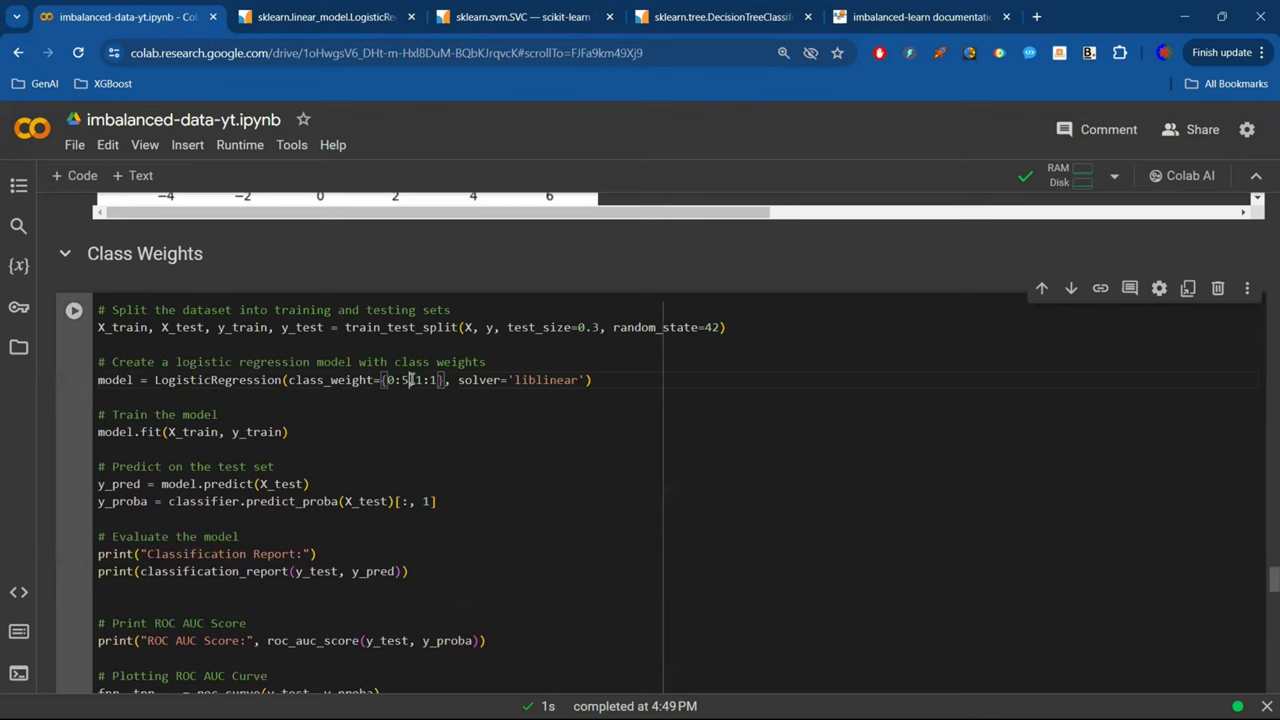 imbalanced-data-yt.ipynb - Co
sklearn.linear_model.LogisticRe
sklearn.svm.SVC — scikit-learn
sklearn.tree.DecisionTreeClassif
imbalanced-learn documentatio
colab.research.google.com/drive/1oHwgsV6_DHt-m-Hxl8DuM-BQbKJrqvcK#scrollTo=FJFa9km49Xj9
Finish update
GenAI
XGBoost
All Bookmarks
imbalanced-data-yt.ipynb
Comment
Share
File Edit View Insert Runtime Tools Help
+ Code + Text
RAM
Disk
Colab AI
−4 −2 0 2 4 6
Class Weights
# Split the dataset into training and testing sets
X_train, X_test, y_train, y_test = train_test_split(X, y, test_size=0.3, random_state=42)
# Create a logistic regression model with class weights
model = LogisticRegression(class_weight={0:5,1:1}, solver='liblinear')
# Train the model
model.fit(X_train, y_train)
# Predict on the test set
y_pred = model.predict(X_test)
y_proba = classifier.predict_proba(X_test)[:, 1]
# Evaluate the model
print("Classification Report:")
print(classification_report(y_test, y_pred))
# Print ROC AUC Score
print("ROC AUC Score:", roc_auc_score(y_test, y_proba))
# Plotting ROC AUC Curve
fpr, tpr, _ = roc_curve(y_test, y_proba)
1s completed at 4:49 PM